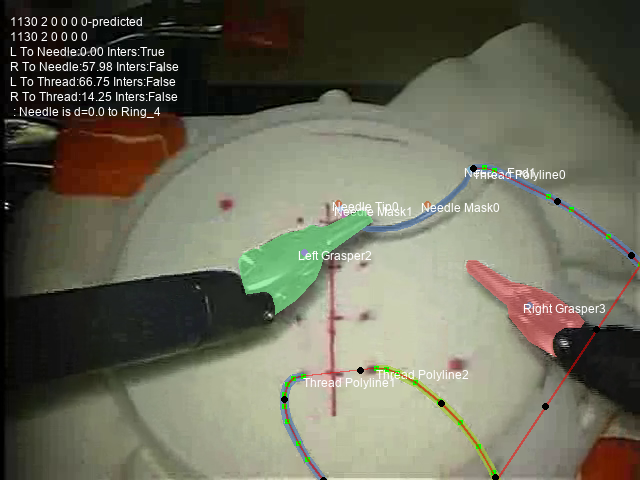 1130 2 0 0 0 0-predicted
1130 2 0 0 0 0
L To Needle:0.00 Inters:True
R To Needle:57.98 Inters:False
L To Thread:66.75 Inters:False
R To Thread:14.25 Inters:False
: Needle is d=0.0 to Ring_4
Thread Polyline0
Needle Tip0
Needle Mask1
Needle Mask0
Left Grasper2
Right Grasper3
Thread Polyline1
Thread Polyline2